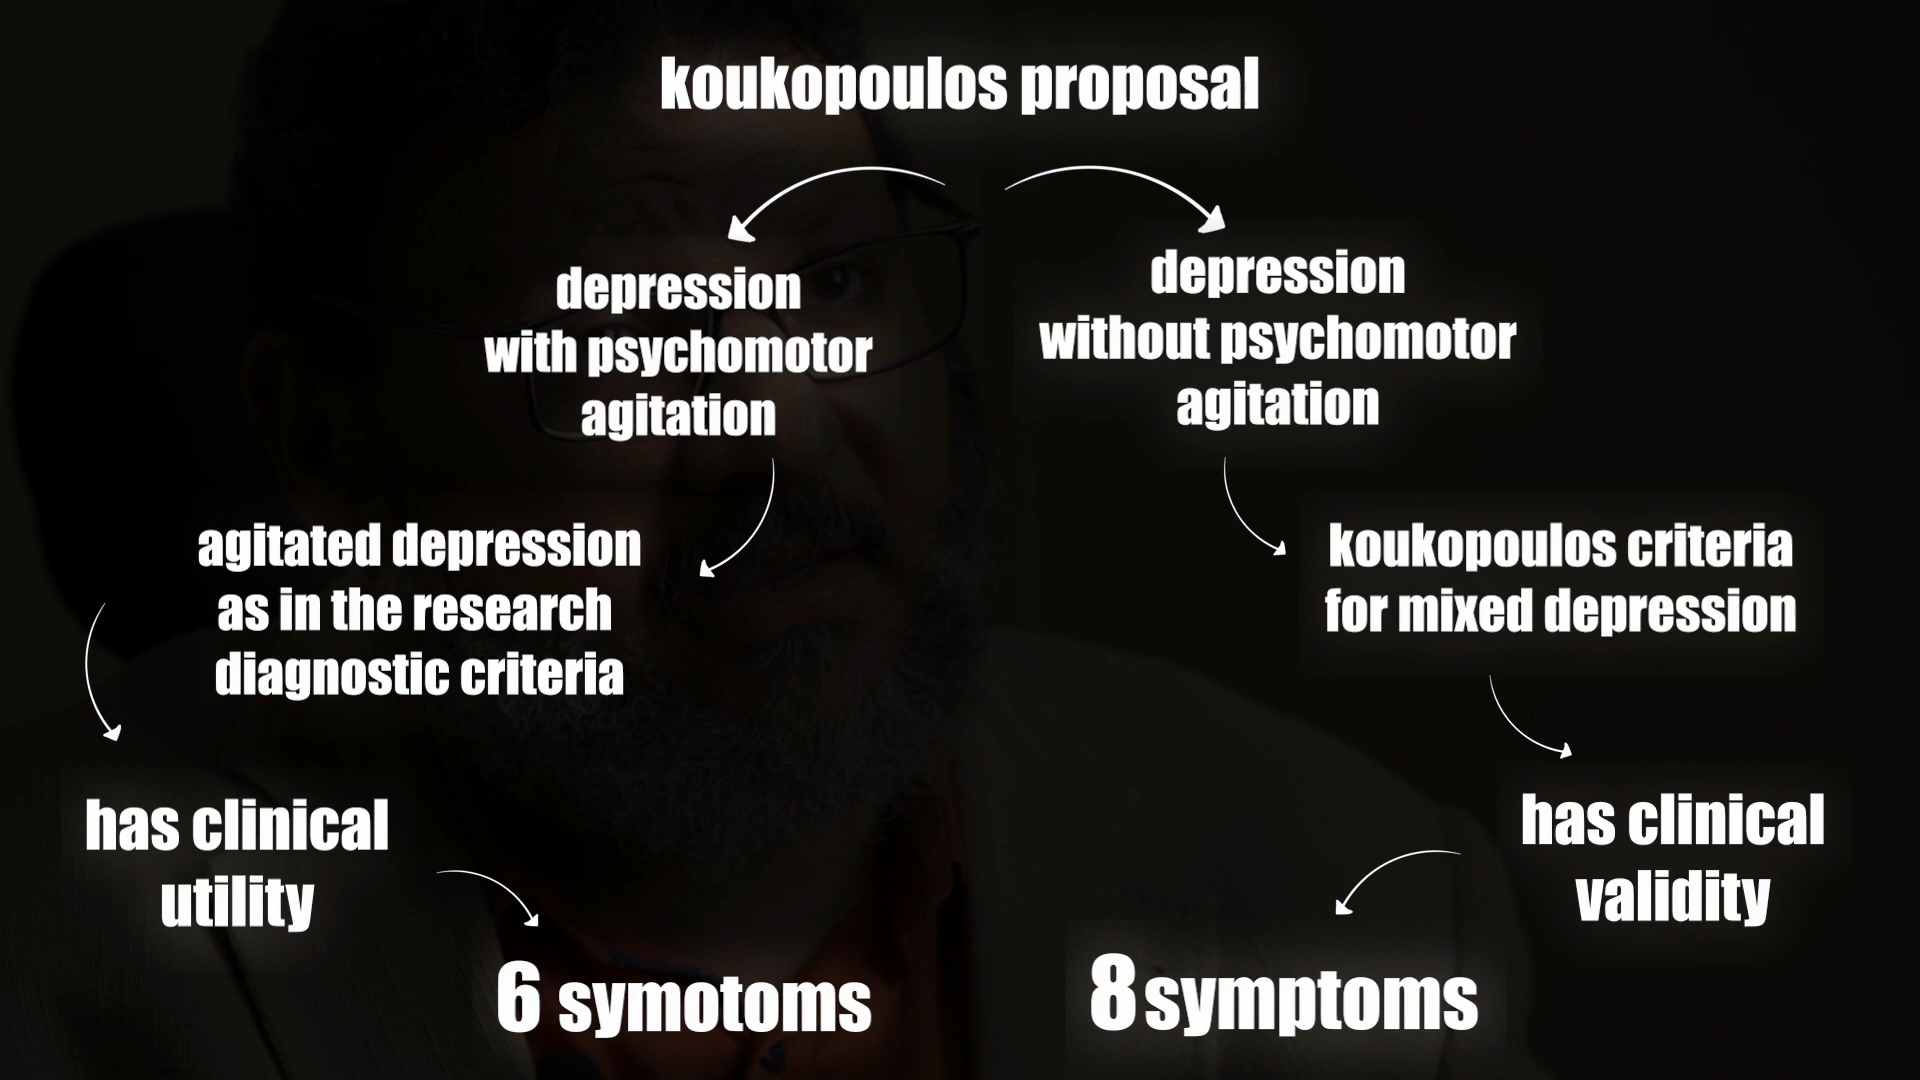 koukopoulos proposal
depression
with psychomotor
agitation
depression
without psychomotor
agitation
agitated depression
as in the research
diagnostic criteria
koukopoulos criteria
for mixed depression
has clinical
utility
has clinical
validity
6 symotoms
8 symptoms